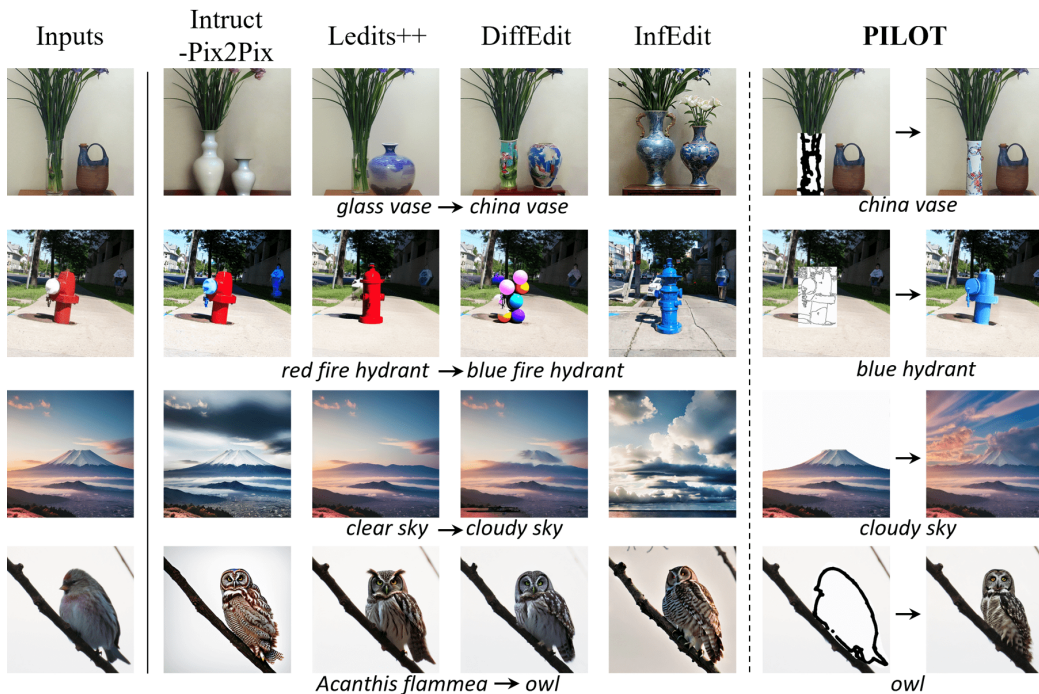 Inputs
Intruct
-Pix2Pix
Ledits++
DiffEdit
InfEdit
PILOT
glass vase → china vase
china vase
red fire hydrant → blue fire hydrant
blue hydrant
clear sky → cloudy sky
cloudy sky
Acanthis flammea → owl
owl